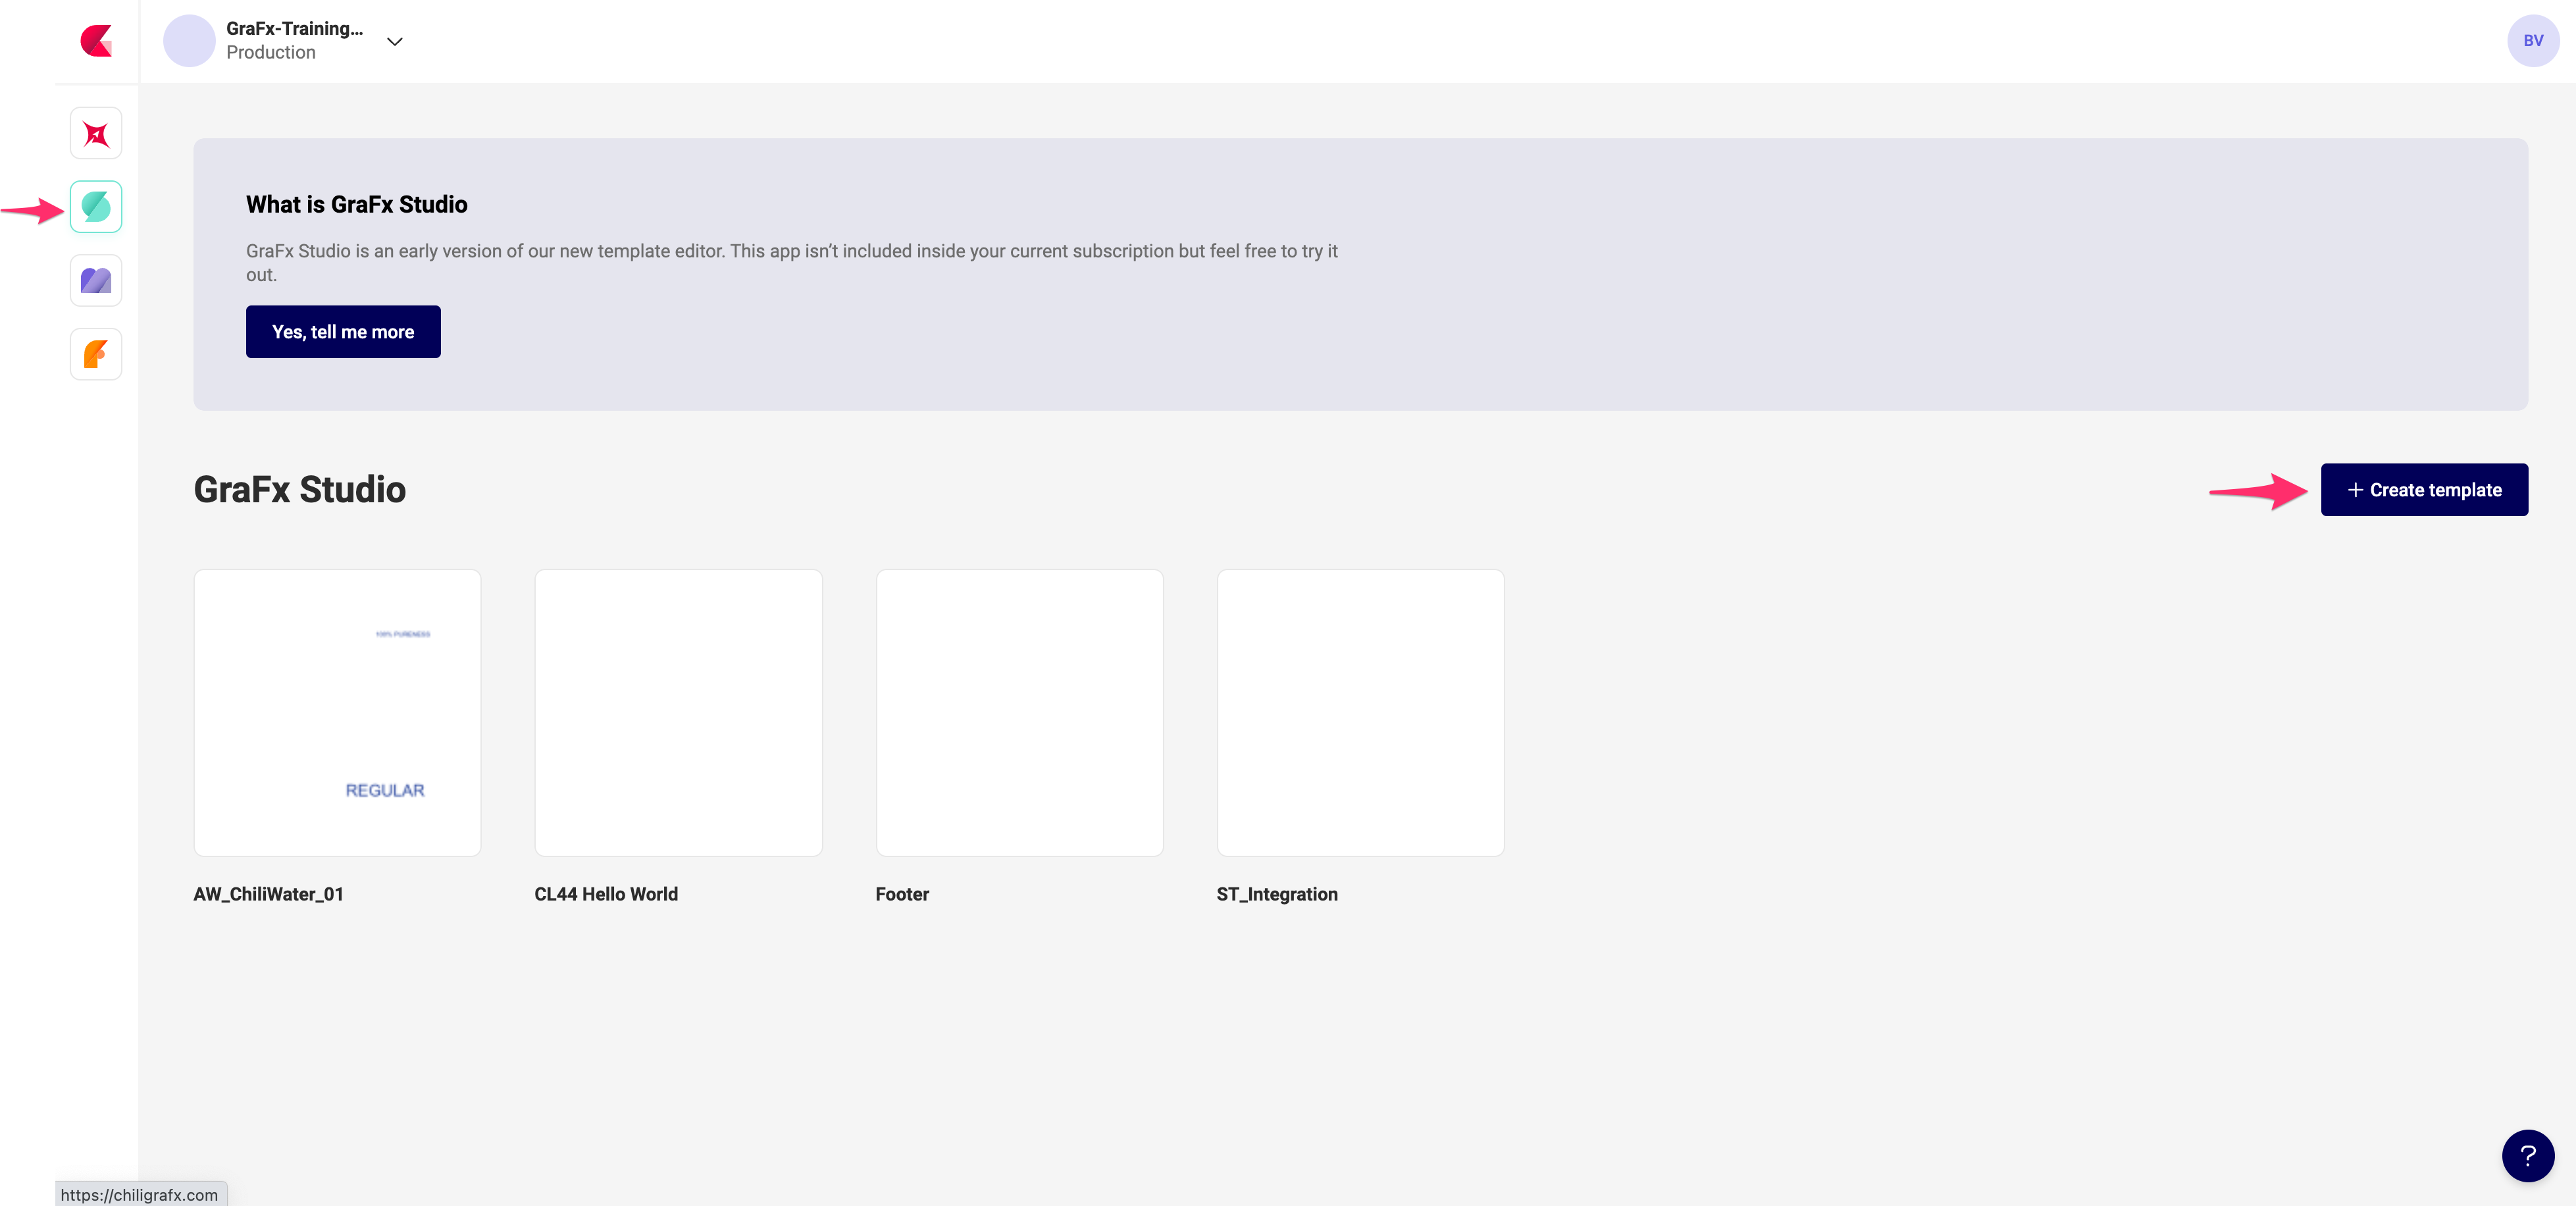 GraFx-Training...
Production
BV
What is GraFx Studio
GraFx Studio is an early version of our new template editor. This app isn’t included inside your current subscription but feel free to try it
out.
Yes, tell me more
GraFx Studio
+ Create template
100% PURENESS
REGULAR
AW_ChiliWater_01
CL44 Hello World
Footer
ST_Integration
?
https://chiligrafx.com